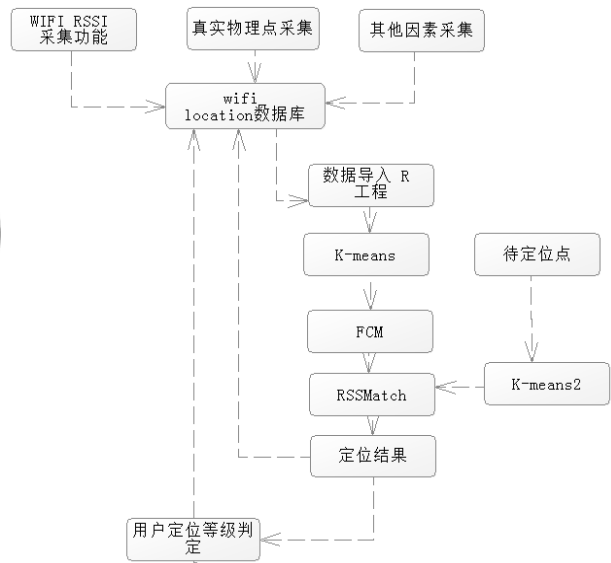 WIFI RSSI
采集功能
真实物理点采集
其他因素采集
wifi_
location数据库
数据导入 R
工程
K-means
待定位点
FCM
K-means2
RSSMatch
定位结果
用户定位等级判
定